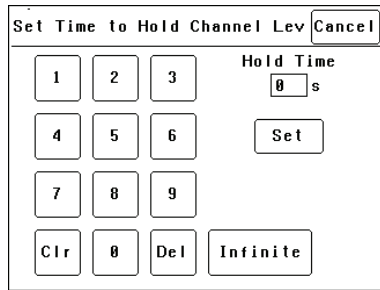 Set Time to Hold Channel Lev Cancel
Hold Time
1 2 3 0 s
4 5 6 Set
7 8 9
Clr 0 Del Infinite